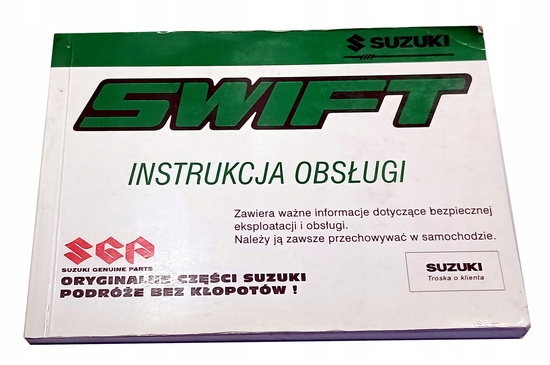 SUZUKI
SWIFT
INSTRUKCJA OBSŁUGI
Zawiera ważne informacje dotyczące bezpiecznej
eksploatacji i obsługi.
Należy ją zawsze przechowywać w samochodzie.
SGP
SUZUKI GENUINE PARTS
ORYGINALNE CZĘŚCI SUZUKI
PODRÓŻE BEZ KŁOPOTÓW !
SUZUKI
Troska o klienta